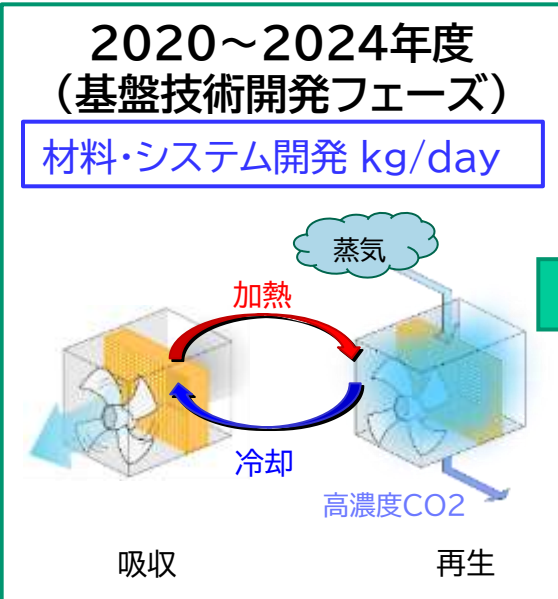 2020～2024年度
（基盤技術開発フェーズ）
材料・システム開発 kg/day
蒸気
加熱
冷却
高濃度CO2
吸収
再生